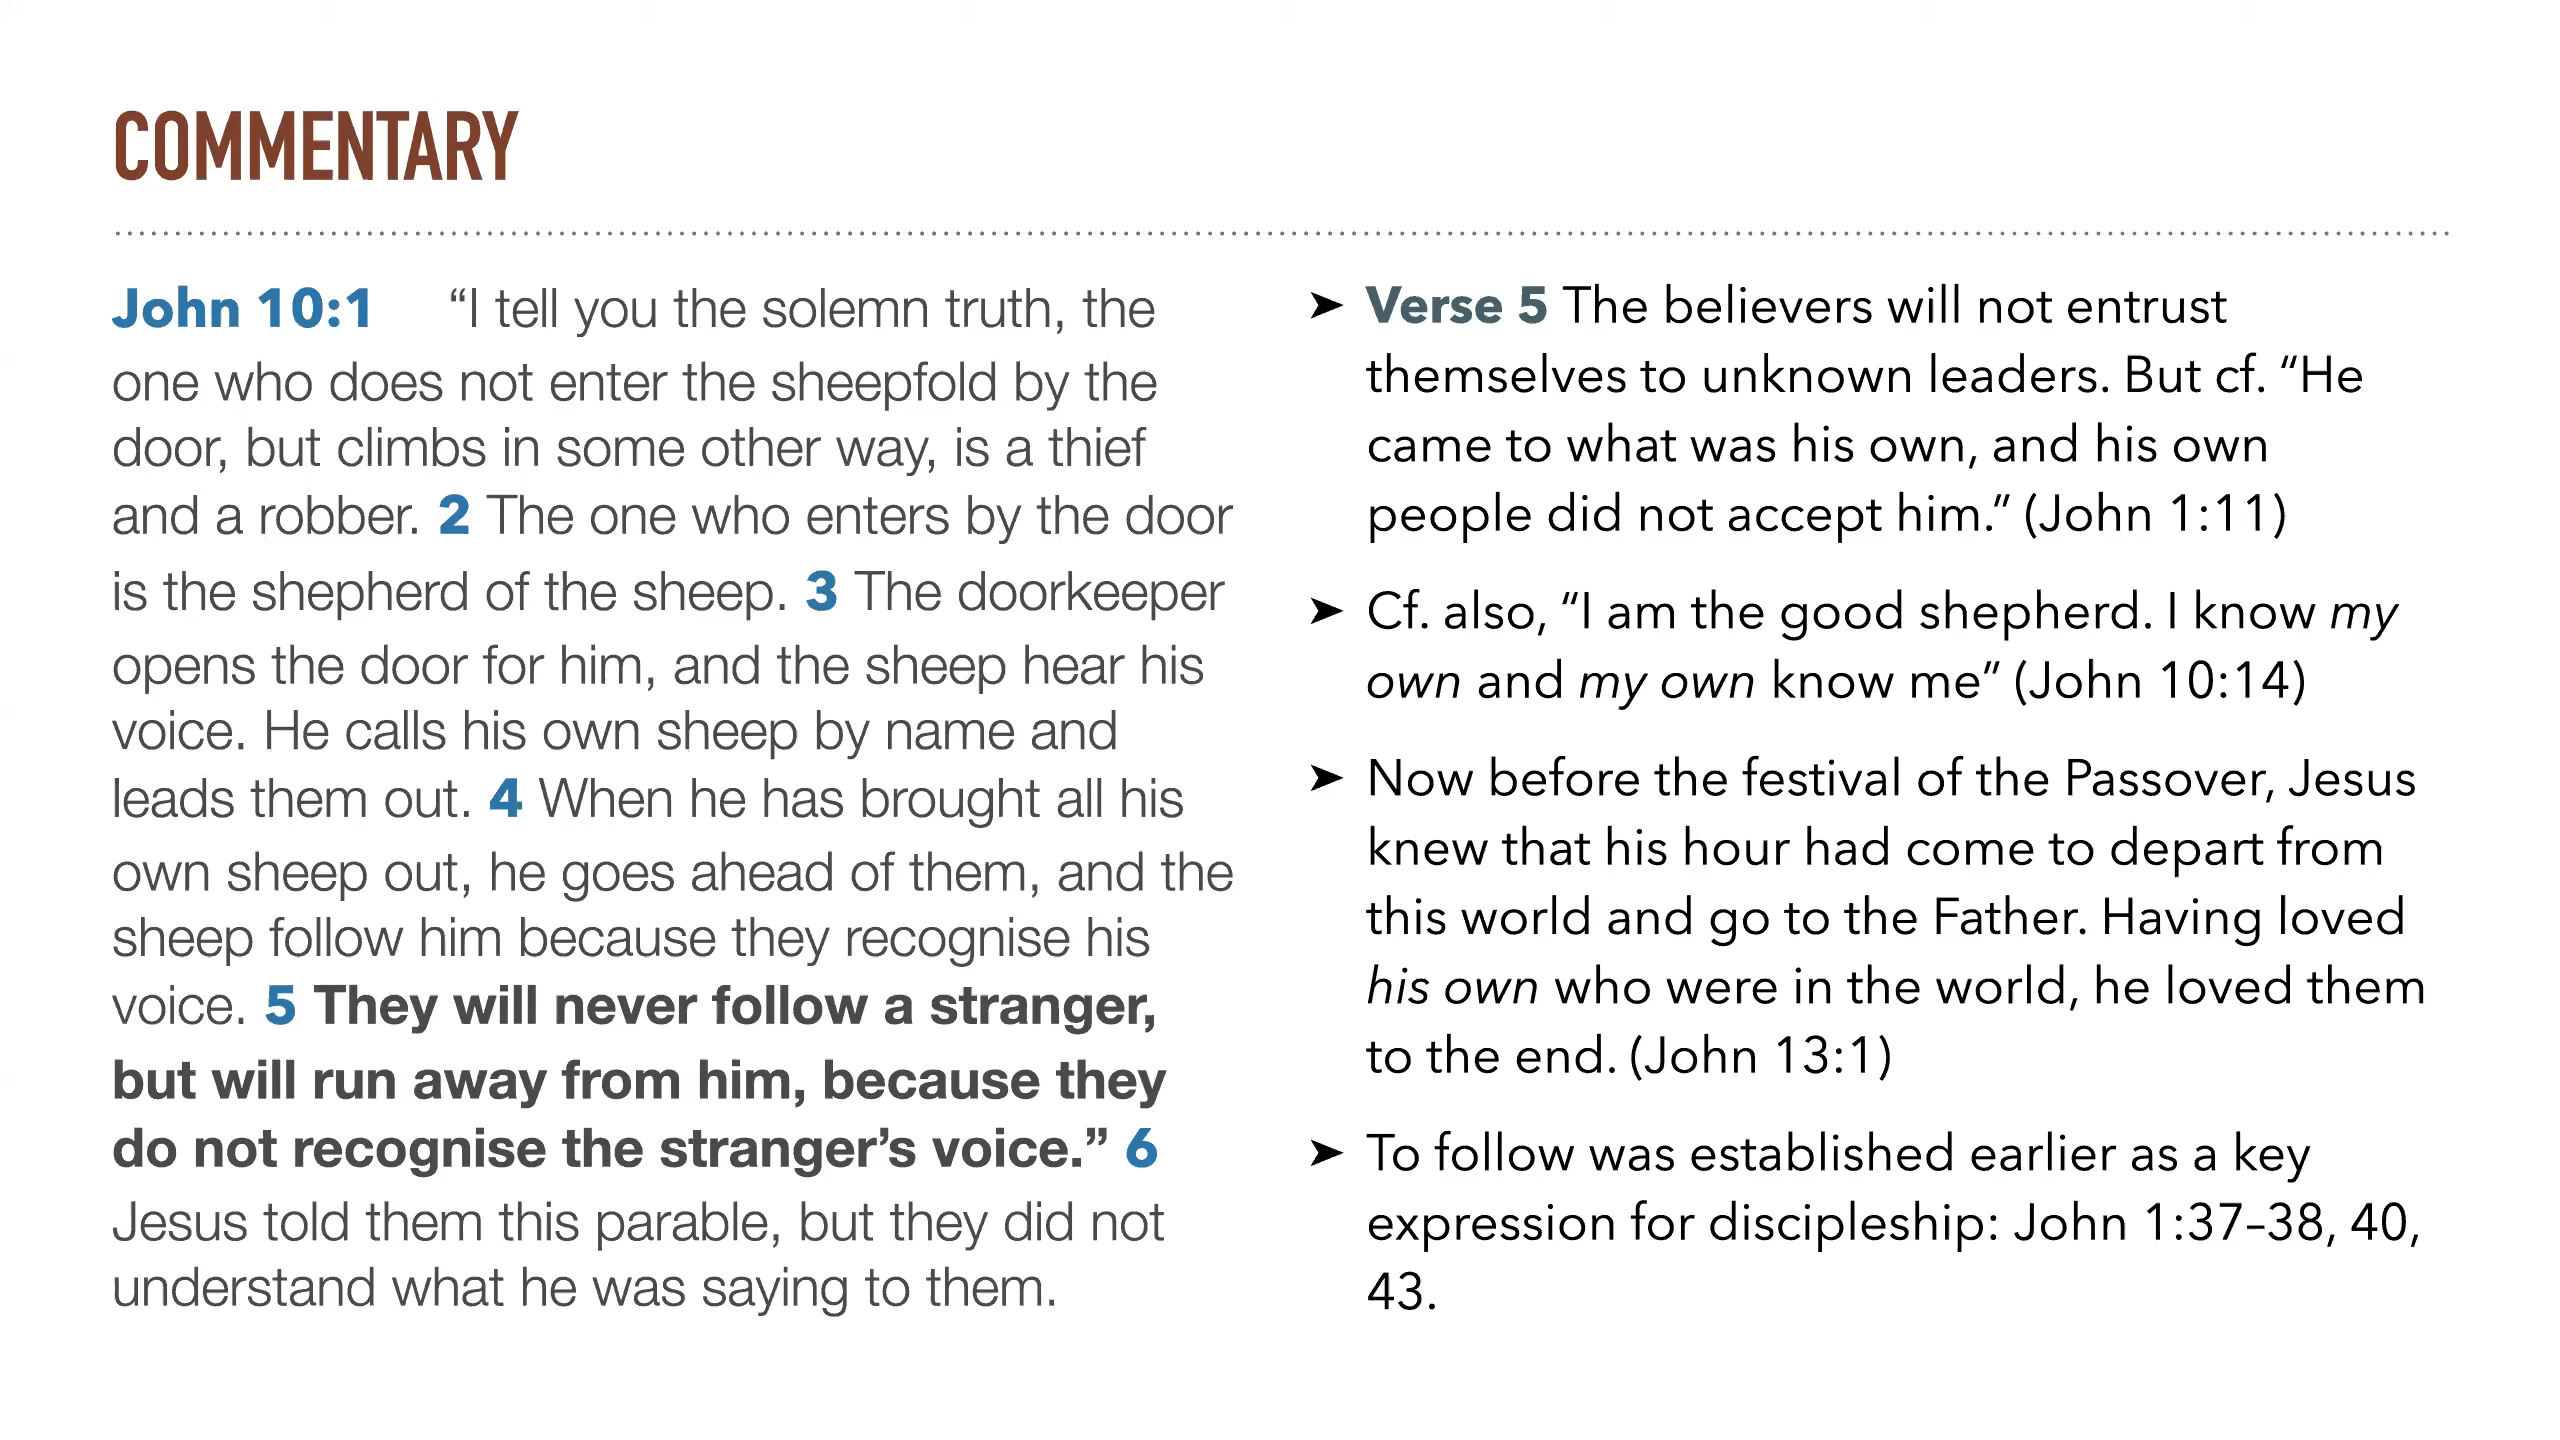 COMMENTARY
John 10:1 “I tell you the solemn truth, the
one who does not enter the sheepfold by the
door, but climbs in some other way, is a thief
and a robber. 2 The one who enters by the door
is the shepherd of the sheep. 3 The doorkeeper
opens the door for him, and the sheep hear his
voice. He calls his own sheep by name and
leads them out. 4 When he has brought all his
own sheep out, he goes ahead of them, and the
sheep follow him because they recognise his
voice. 5 They will never follow a stranger,
but will run away from him, because they
do not recognise the stranger’s voice.” 6
Jesus told them this parable, but they did not
understand what he was saying to them.
➤ Verse 5 The believers will not entrust
themselves to unknown leaders. But cf. “He
came to what was his own, and his own
people did not accept him.” (John 1:11)
➤ Cf. also, “I am the good shepherd. I know my
own and my own know me” (John 10:14)
➤ Now before the festival of the Passover, Jesus
knew that his hour had come to depart from
this world and go to the Father. Having loved
his own who were in the world, he loved them
to the end. (John 13:1)
➤ To follow was established earlier as a key
expression for discipleship: John 1:37–38, 40,
43.